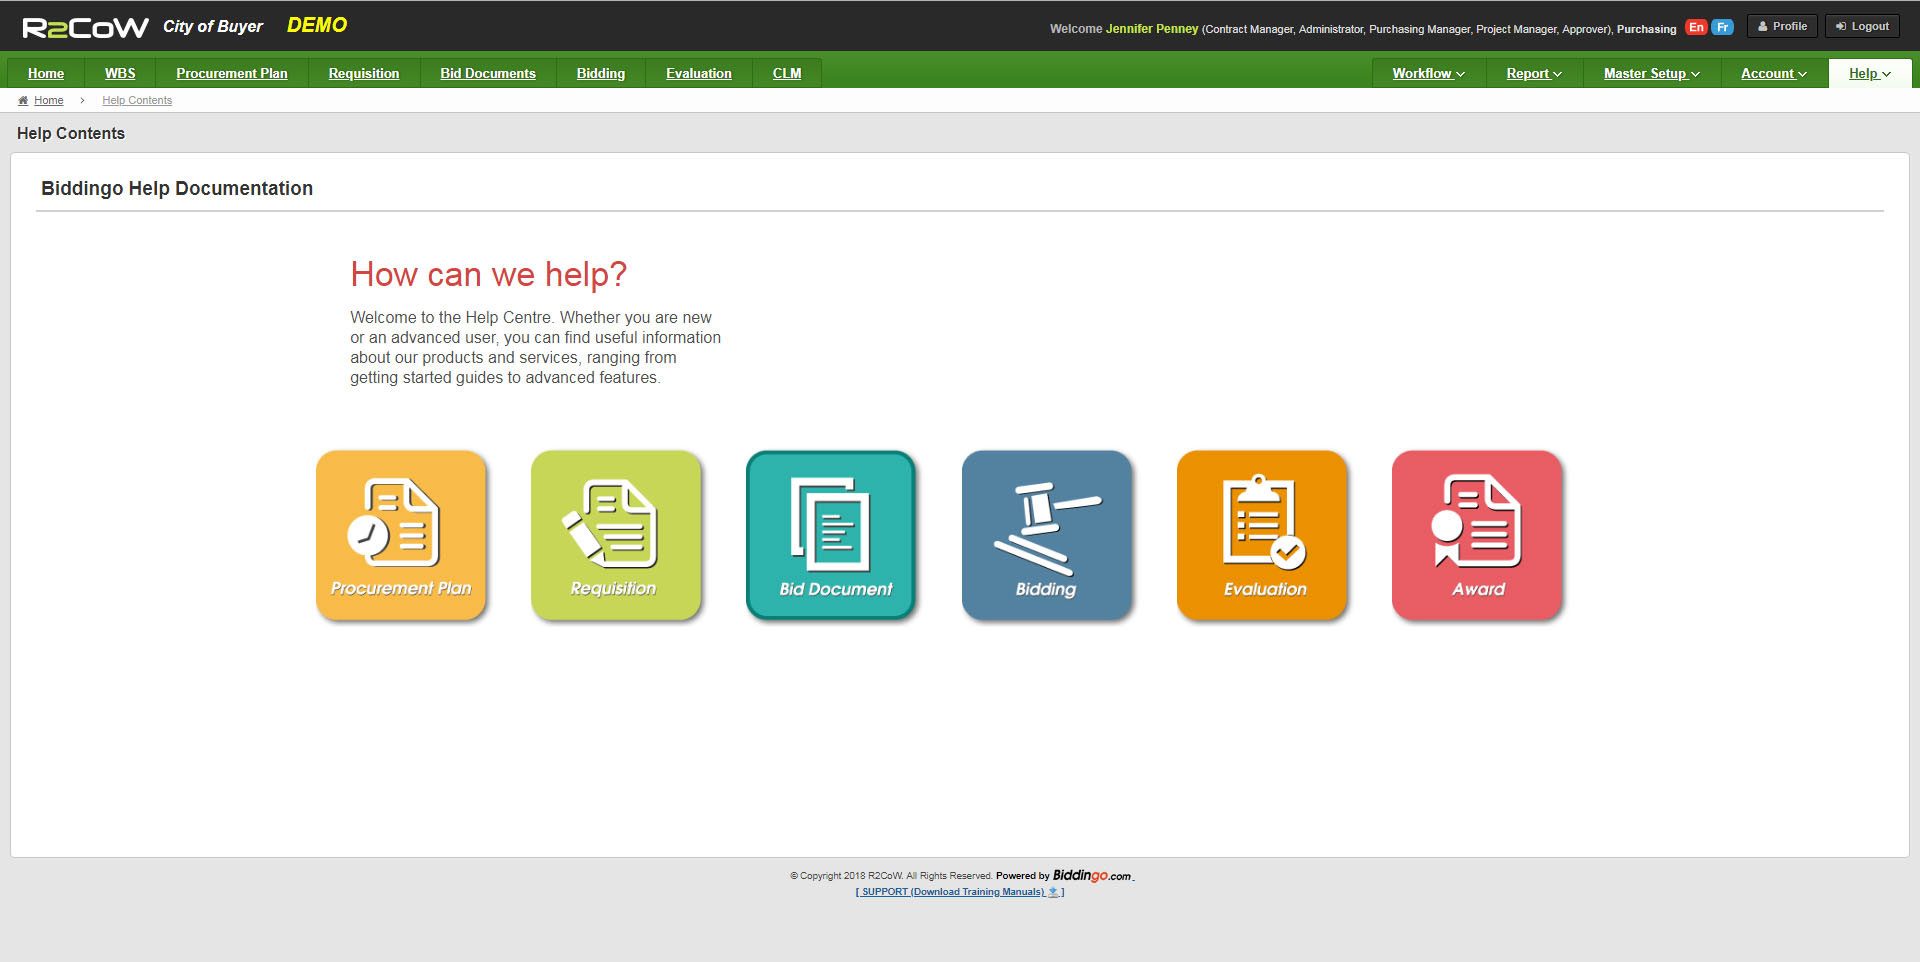 R2CoW City of Buyer DEMO
Welcome Jennifer Penney (Contract Manager, Administrator, Purchasing Manager, Project Manager, Approver), Purchasing En Fr Profile Logout
Home WBS Procurement Plan Requisition Bid Documents Bidding Evaluation CLM Workflow Report Master Setup Account Help
Home > Help Contents
Help Contents
Biddingo Help Documentation
How can we help?
Welcome to the Help Centre. Whether you are new
or an advanced user, you can find useful information
about our products and services, ranging from
getting started guides to advanced features.
Procurement Plan Requisition Bid Document Bidding Evaluation Award
© Copyright 2018 R2CoW. All Rights Reserved. Powered by Biddingo.com
[ SUPPORT (Download Training Manuals) ]